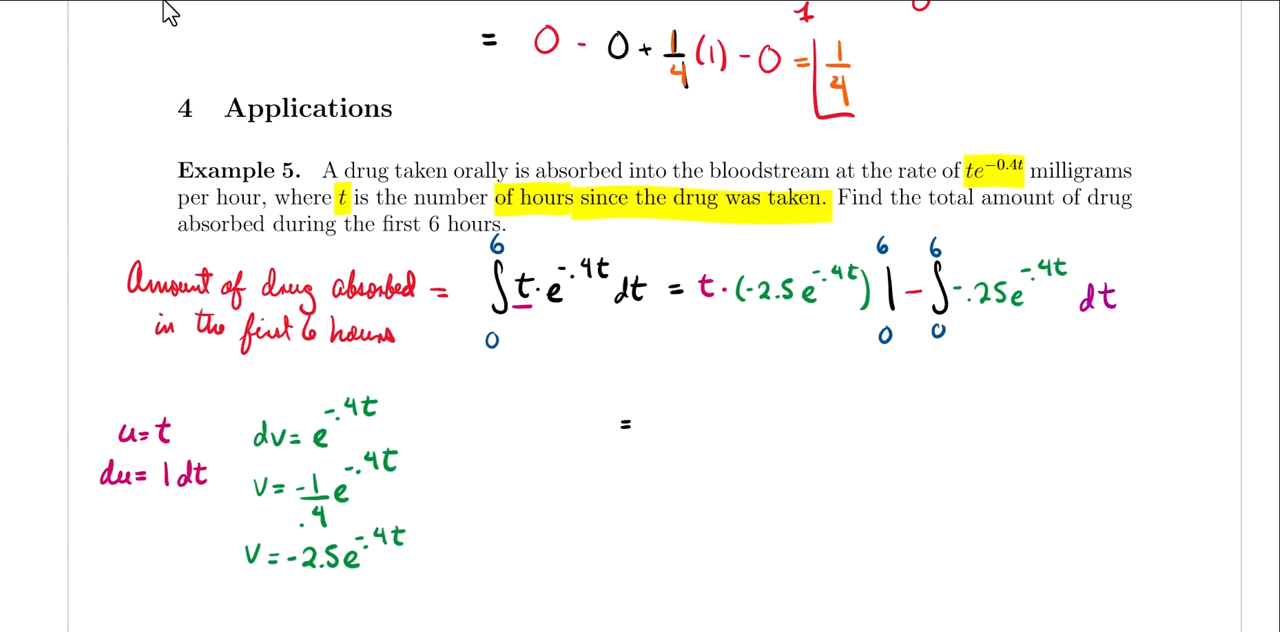 = 0 - 0 + 1/4 (1) - 0 = 1/4
1
0
4 Applications
Example 5. A drug taken orally is absorbed into the bloodstream at the rate of te^{-0.4t} milligrams
per hour, where t is the number of hours since the drug was taken. Find the total amount of drug
absorbed during the first 6 hours.
Amount of drug absorbed = ∫_0^6 t·e^{-.4t} dt = t·(-2.5e^{-.4t}) |_0^6 - ∫_0^6 -.25e^{-.4t} dt
in the first 6 hours
u=t dv=e^{-.4t} =
du=1dt v=-1/.4 e^{-.4t}
v=-2.5e^{-.4t}